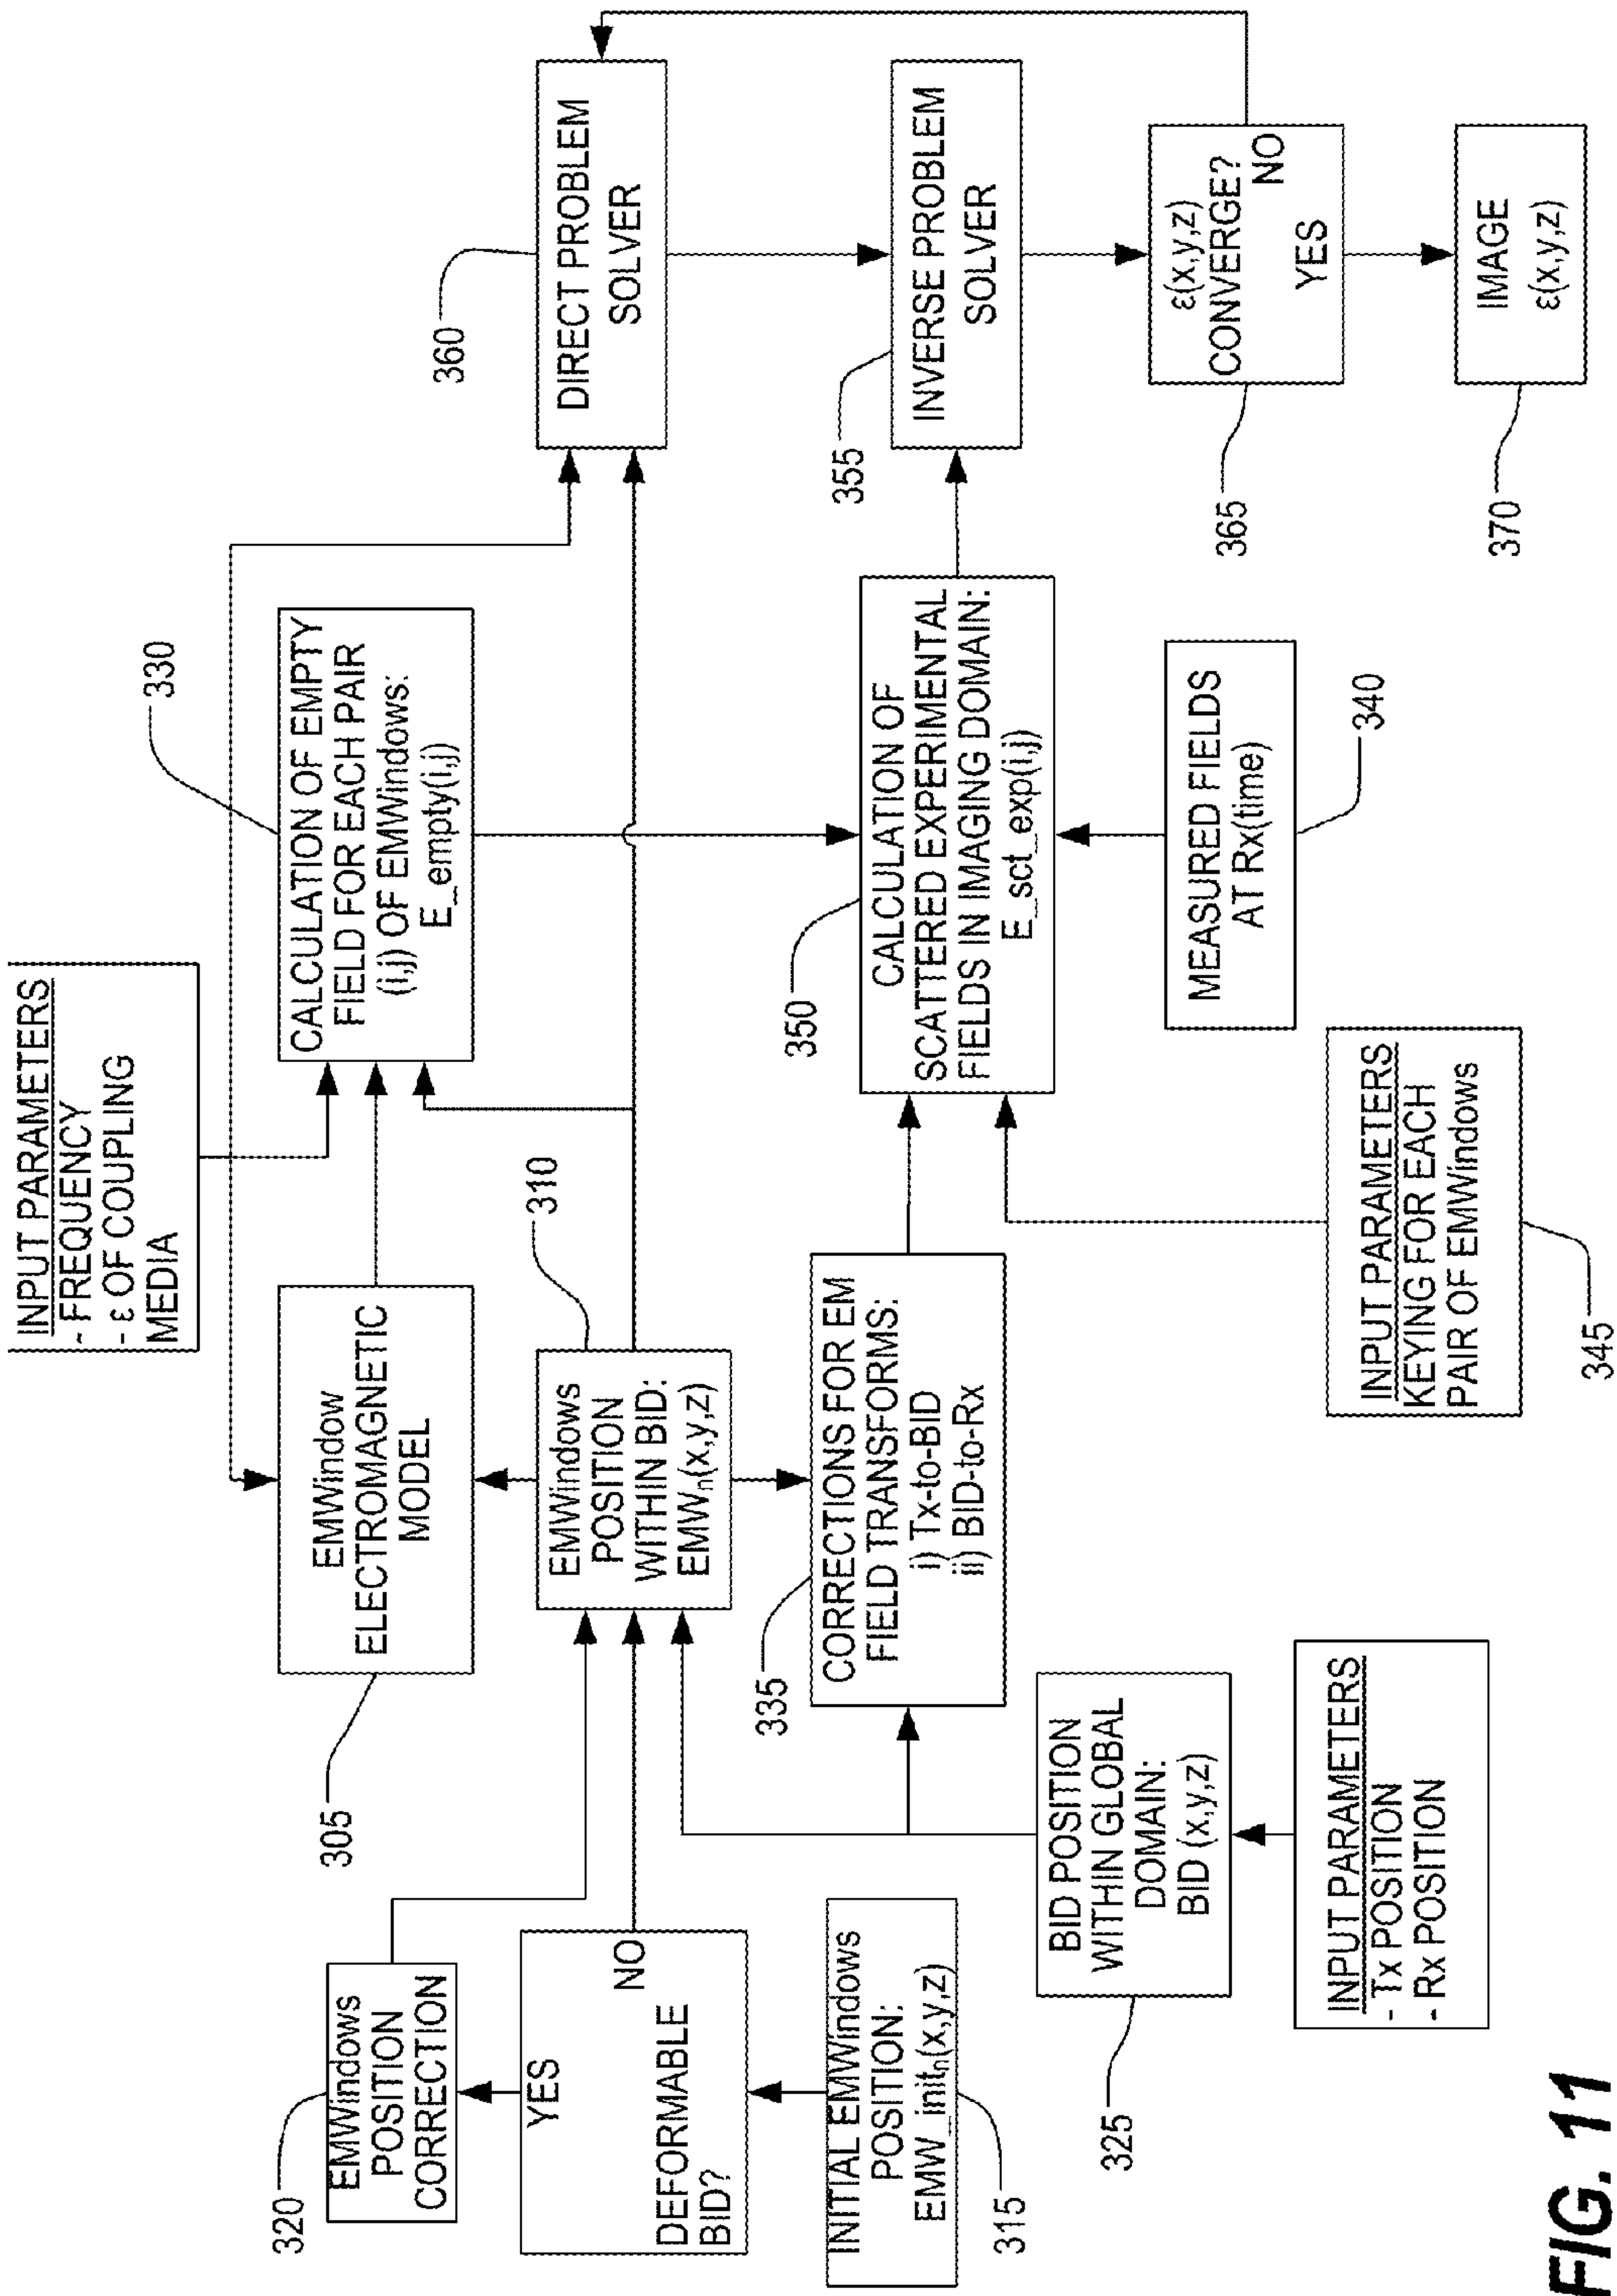 INPUT PARAMETERS
- FREQUENCY
- ε OF COUPLING
MEDIA
320
EMWindows
POSITION
CORRECTION
YES
NO
DEFORMABLE
BID?
INITIAL EMWindows
POSITION:
EMW_initₙ(x,y,z)
315
305
EMWindow
ELECTROMAGNETIC
MODEL
310
EMWindows
POSITION
WITHIN BID:
EMWₙ(x,y,z)
335
CORRECTIONS FOR EM
FIELD TRANSFORMS:
i) Tx-to-BID
ii) BID-to-Rx
325
BID POSITION
WITHIN GLOBAL
DOMAIN:
BID (x,y,z)
INPUT PARAMETERS
- Tx POSITION
- Rx POSITION
330
CALCULATION OF EMPTY
FIELD FOR EACH PAIR
(i,j) OF EMWindows:
E_empty(i,j)
350
CALCULATION OF
SCATTERED EXPERIMENTAL
FIELDS IN IMAGING DOMAIN:
E_sct_exp(i,j)
MEASURED FIELDS
AT Rx(time)
340
INPUT PARAMETERS
KEYING FOR EACH
PAIR OF EMWindows
345
360
DIRECT PROBLEM
SOLVER
355
INVERSE PROBLEM
SOLVER
365
ε(x,y,z)
CONVERGE?
NO
YES
370
IMAGE
ε(x,y,z)
FIG. 11